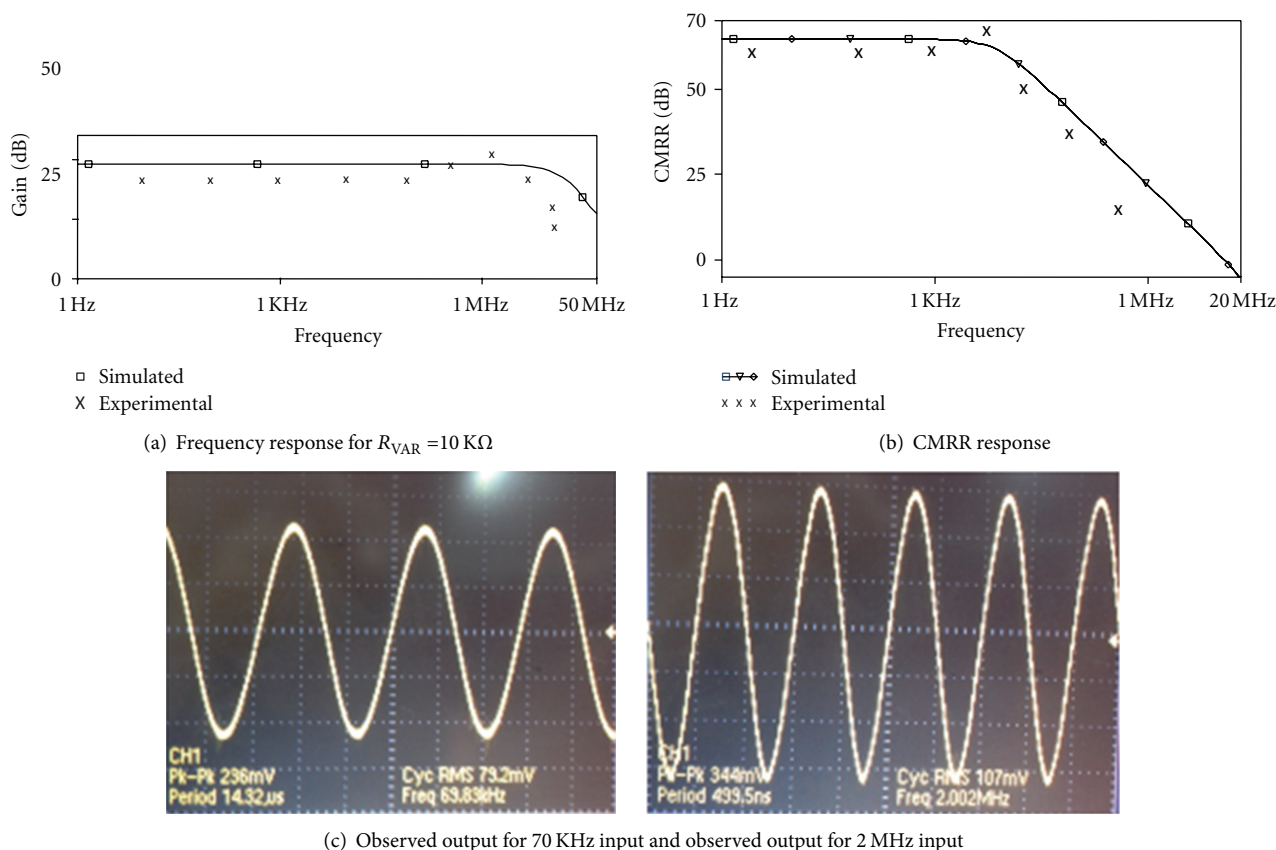 50
25
0
Gain (dB)
1 Hz 1 KHz 1 MHz 50 MHz
Frequency
Simulated
Experimental
(a) Frequency response for R_VAR =10 KΩ
70
50
25
0
CMRR (dB)
1 Hz 1 KHz 1 MHz 20 MHz
Frequency
Simulated
Experimental
(b) CMRR response
CH1
Pk-Pk 236mV Cyc RMS 79.2mV
Period 14.32us Freq 69.83kHz
CH1
Pk-Pk 344mV Cyc RMS 107mV
Period 499.5ns Freq 2.002MHz
(c) Observed output for 70 KHz input and observed output for 2 MHz input